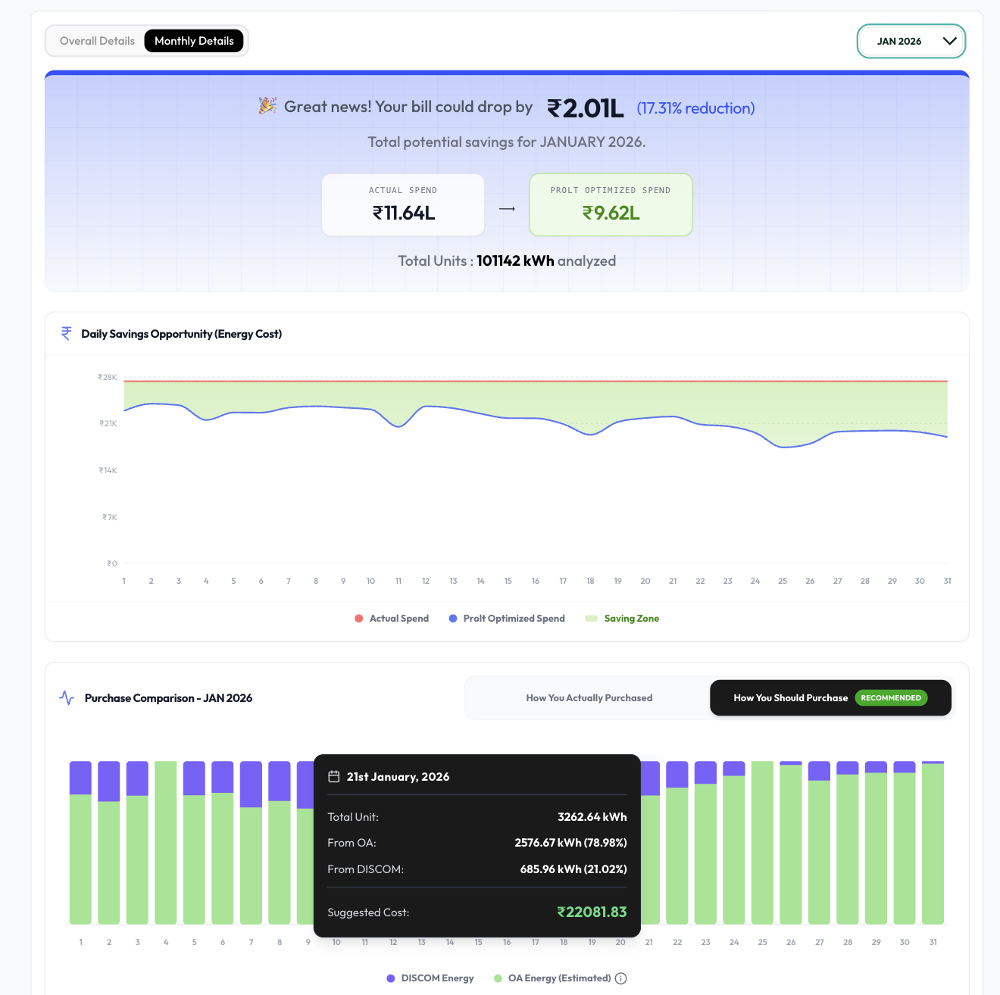 Overall Details Monthly Details JAN 2026
🎉 Great news! Your bill could drop by ₹2.01L (17.31% reduction)
Total potential savings for JANUARY 2026.
ACTUAL SPEND
₹11.64L
→
PROLT OPTIMIZED SPEND
₹9.62L
Total Units : 101142 kWh analyzed
₹ Daily Savings Opportunity (Energy Cost)
₹28K
₹21K
₹14K
₹7K
₹0
1 2 3 4 5 6 7 8 9 10 11 12 13 14 15 16 17 18 19 20 21 22 23 24 25 26 27 28 29 30 31
Actual Spend Prolt Optimized Spend Saving Zone
Purchase Comparison - JAN 2026
How You Actually Purchased How You Should Purchase RECOMMENDED
21st January, 2026
Total Unit: 3262.64 kWh
From OA: 2576.67 kWh (78.98%)
From DISCOM: 685.96 kWh (21.02%)
Suggested Cost: ₹22081.83
1 2 3 4 5 6 7 8 9 10 11 12 13 14 15 16 17 18 19 20 21 22 23 24 25 26 27 28 29 30 31
DISCOM Energy OA Energy (Estimated)